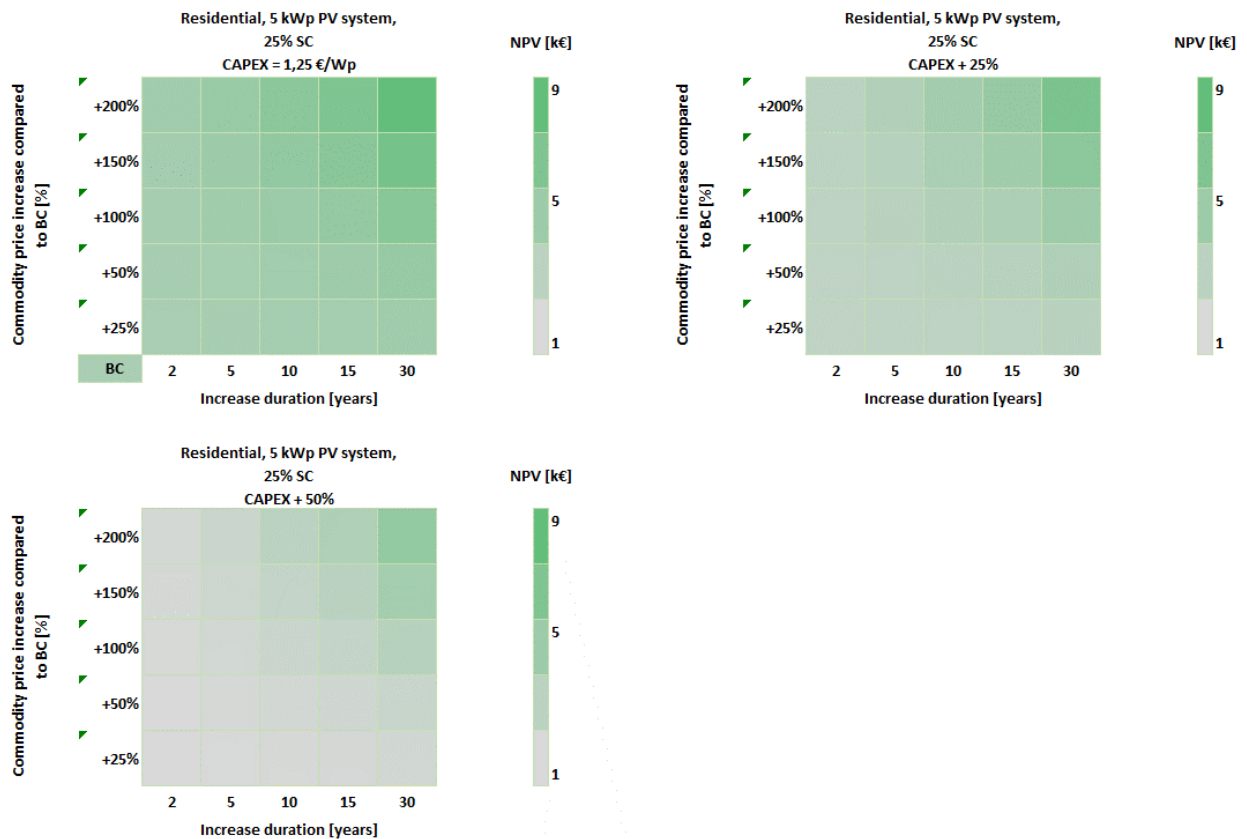 Residential, 5 kWp PV system,
25% SC
CAPEX = 1,25 €/Wp
NPV [k€]
Commodity price increase compared
to BC [%]
+200%
+150%
+100%
+50%
+25%
BC
2 5 10 15 30
Increase duration [years]
9
5
1
Residential, 5 kWp PV system,
25% SC
CAPEX + 25%
NPV [k€]
Commodity price increase compared
to BC [%]
+200%
+150%
+100%
+50%
+25%
2 5 10 15 30
Increase duration [years]
9
5
1
Residential, 5 kWp PV system,
25% SC
CAPEX + 50%
NPV [k€]
Commodity price increase compared
to BC [%]
+200%
+150%
+100%
+50%
+25%
2 5 10 15 30
Increase duration [years]
9
5
1